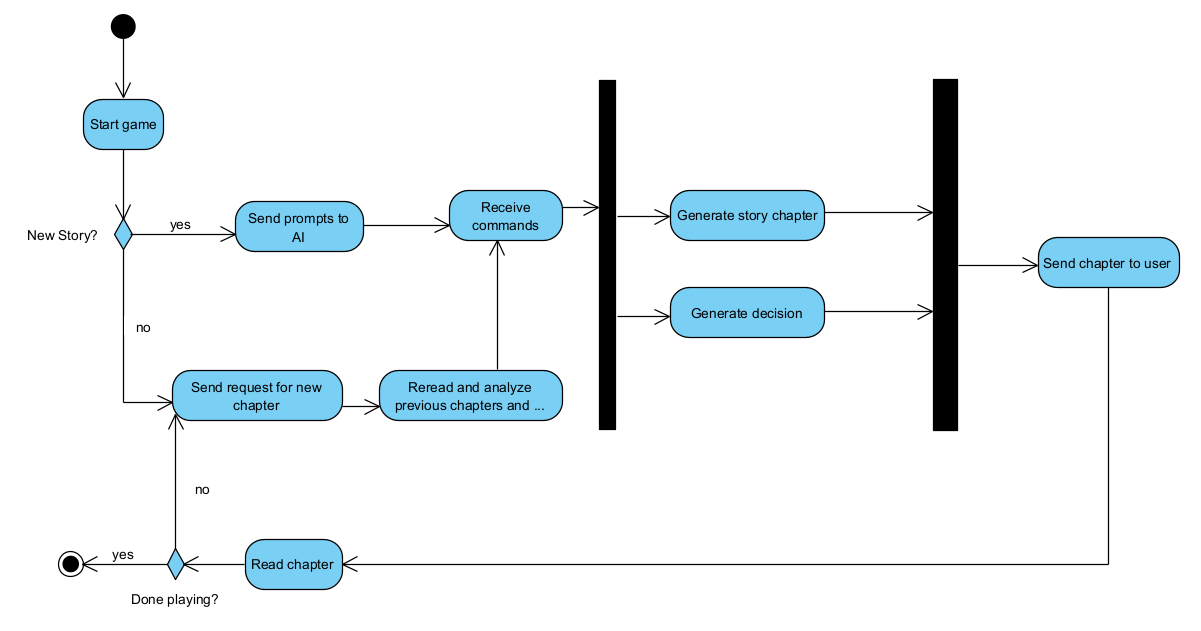 Start game
New Story?
yes
no
Send prompts to
AI
Receive
commands
Generate story chapter
Generate decision
Send chapter to user
Send request for new
chapter
Reread and analyze
previous chapters and ...
no
yes
Done playing?
Read chapter